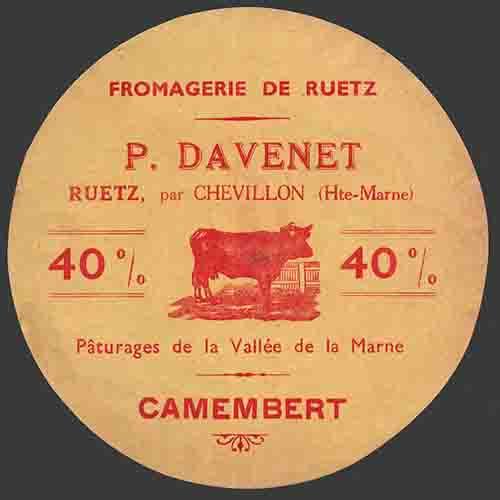 FROMAGERIE DE RUETZ
P. DAVENET
RUETZ, par CHEVILLON (Hte-Marne)
40 %
40 %
Pâturages de la Vallée de la Marne
CAMEMBERT